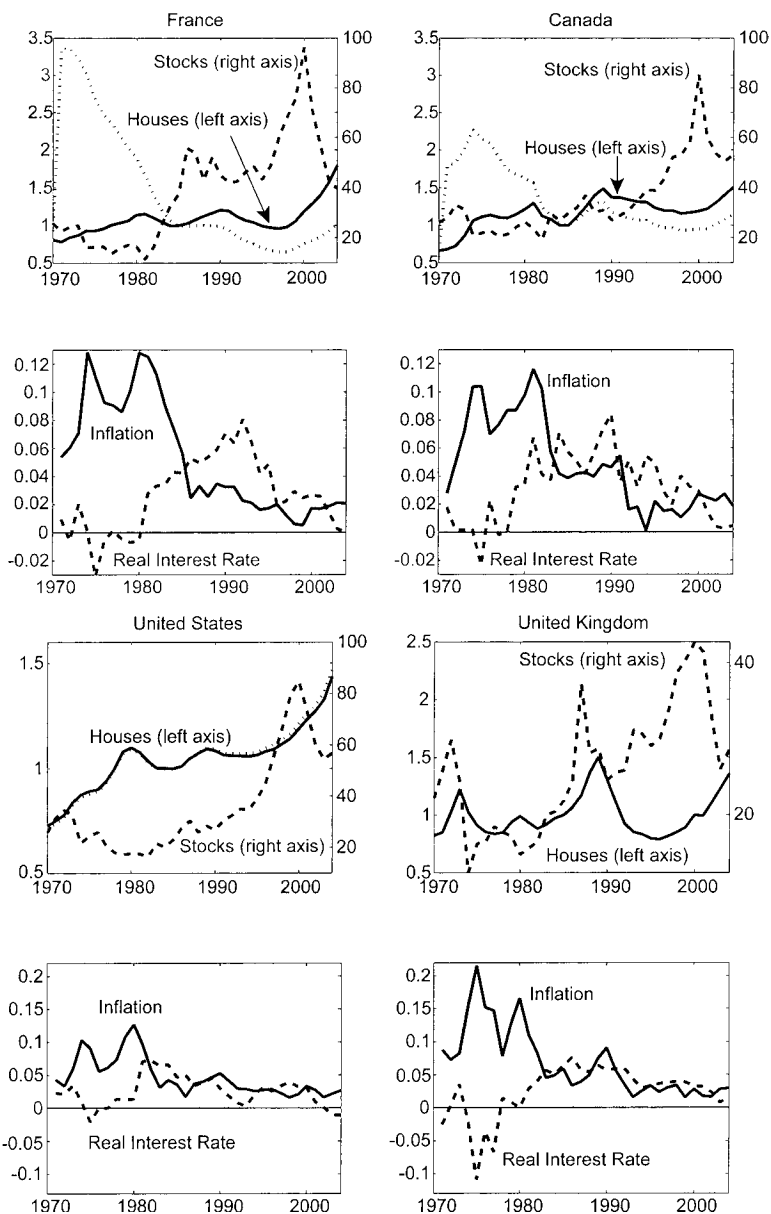 France
3.5
3
2.5
2
1.5
1
0.5
100
80
60
40
20
1970 1980 1990 2000
Stocks (right axis)
Houses (left axis)
Canada
3.5
3
2.5
2
1.5
1
0.5
100
80
60
40
20
1970 1980 1990 2000
Stocks (right axis)
Houses (left axis)
0.12
0.1
0.08
0.06
0.04
0.02
0
-0.02
1970 1980 1990 2000
Inflation
Real Interest Rate
0.12
0.1
0.08
0.06
0.04
0.02
0
-0.02
1970 1980 1990 2000
Inflation
Real Interest Rate
United States
1.5
1
0.5
100
80
60
40
20
1970 1980 1990 2000
Houses (left axis)
Stocks (right axis)
United Kingdom
2.5
2
1.5
1
0.5
40
20
1970 1980 1990 2000
Stocks (right axis)
Houses (left axis)
0.2
0.15
0.1
0.05
0
-0.05
-0.1
1970 1980 1990 2000
Inflation
Real Interest Rate
0.2
0.15
0.1
0.05
0
-0.05
-0.1
1970 1980 1990 2000
Inflation
Real Interest Rate